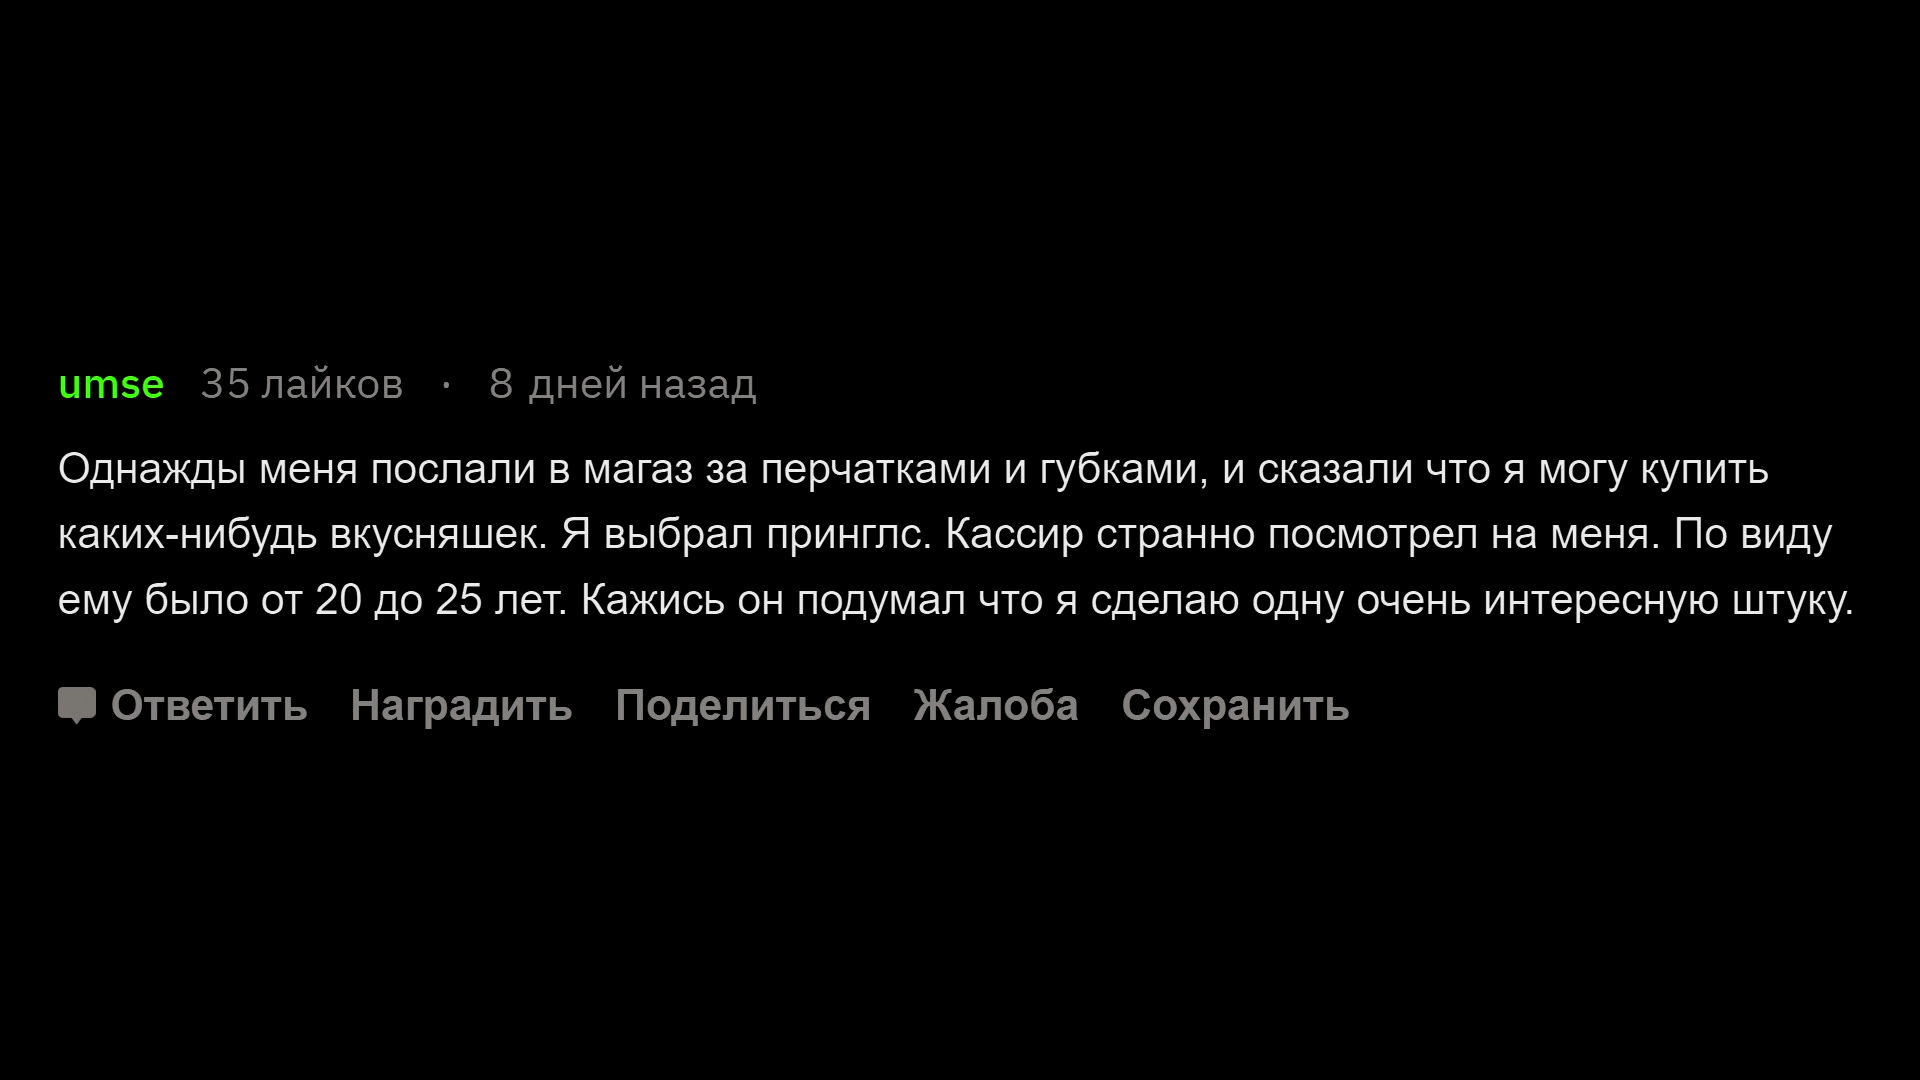 umse 35 лайков · 8 дней назад
Однажды меня послали в магаз за перчатками и губками, и сказали что я могу купить
каких-нибудь вкусняшек. Я выбрал принглс. Кассир странно посмотрел на меня. По виду
ему было от 20 до 25 лет. Кажись он подумал что я сделаю одну очень интересную штуку.
Ответить Наградить Поделиться Жалоба Сохранить